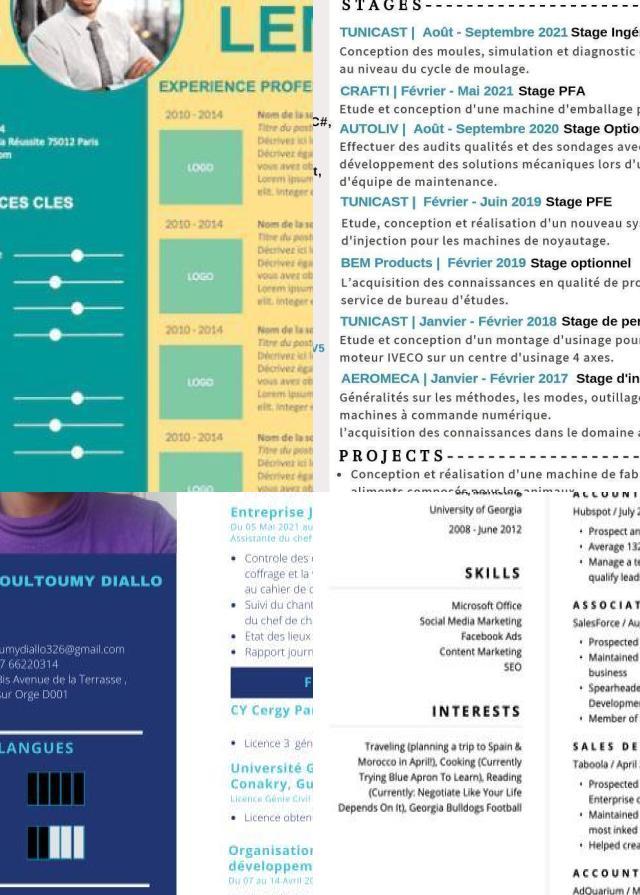 LEN
EXPERIENCE PROFE
4
a Réussite 75012 Paris
om
CES CLES
2010 - 2014
Nom de la so
Titre du post
Décrivez ici l
Décrivez éga
vous avez ob
Lorem ipsum
elit. Integer e
LOGO
2010 - 2014
Nom de la so
Titre du post
Décrivez ici l
Décrivez éga
vous avez ob
Lorem ipsum
elit. Integer e
LOGO
2010 - 2014
Nom de la so
Titre du post
Décrivez ici l
Décrivez éga
vous avez ob
Lorem ipsum
elit. Integer e
LOGO
2010 - 2014
Nom de la so
Titre du post
Décrivez ici l
Décrivez éga
vous avez ob
LOGO
C#,
t,
V5
STAGES
TUNICAST | Août - Septembre 2021 Stage Ingé
Conception des moules, simulation et diagnostic
au niveau du cycle de moulage.
CRAFTI | Février - Mai 2021 Stage PFA
Etude et conception d'une machine d'emballage p
AUTOLIV | Août - Septembre 2020 Stage Optio
Effectuer des audits qualités et des sondages ave
développement des solutions mécaniques lors d'u
d'équipe de maintenance.
TUNICAST | Février - Juin 2019 Stage PFE
Etude, conception et réalisation d'un nouveau sy
d'injection pour les machines de noyautage.
BEM Products | Février 2019 Stage optionnel
L'acquisition des connaissances en qualité de pro
service de bureau d'études.
TUNICAST | Janvier - Février 2018 Stage de per
Etude et conception d'un montage d'usinage pou
moteur IVECO sur un centre d'usinage 4 axes.
AEROMECA | Janvier - Février 2017 Stage d'in
Généralités sur les méthodes, les modes, outillag
machines à commande numérique.
l'acquisition des connaissances dans le domaine a
PROJECTS
• Conception et réalisation d'une machine de fab
aliments composés pour les animaux
OULTOUMY DIALLO
umydiallo326@gmail.com
7 66220314
Bis Avenue de la Terrasse ,
sur Orge D001
LANGUES
Entreprise J
Du 05 Mai 2021 au
Assistante du chef
• Controle des
coffrage et la
au cahier de c
• Suivi du chant
du chef de ch
• Etat des lieux
• Rapport journ
F
CY Cergy Par
• Licence 3 gén
Université G
Conakry, Gu
Licence Génie Civil
• Licence obten
Organisation
développem
Du 07 au 14 Avril 20
University of Georgia
2008 - June 2012
SKILLS
Microsoft Office
Social Media Marketing
Facebook Ads
Content Marketing
SEO
INTERESTS
Traveling (planning a trip to Spain &
Morocco in April!), Cooking (Currently
Trying Blue Apron To Learn), Reading
(Currently: Negotiate Like Your Life
Depends On It), Georgia Bulldogs Football
ACCOUNT
Hubspot / July 2
• Prospect an
• Average 132
• Manage a te
qualify lead
ASSOCIAT
SalesForce / Au
• Prospected
• Maintained
business
• Spearheade
Developme
• Member of
SALES DE
Taboola / April
• Prospected
Enterprise c
• Maintained
most inked
• Helped crea
ACCOUNT
AdQuarium / M